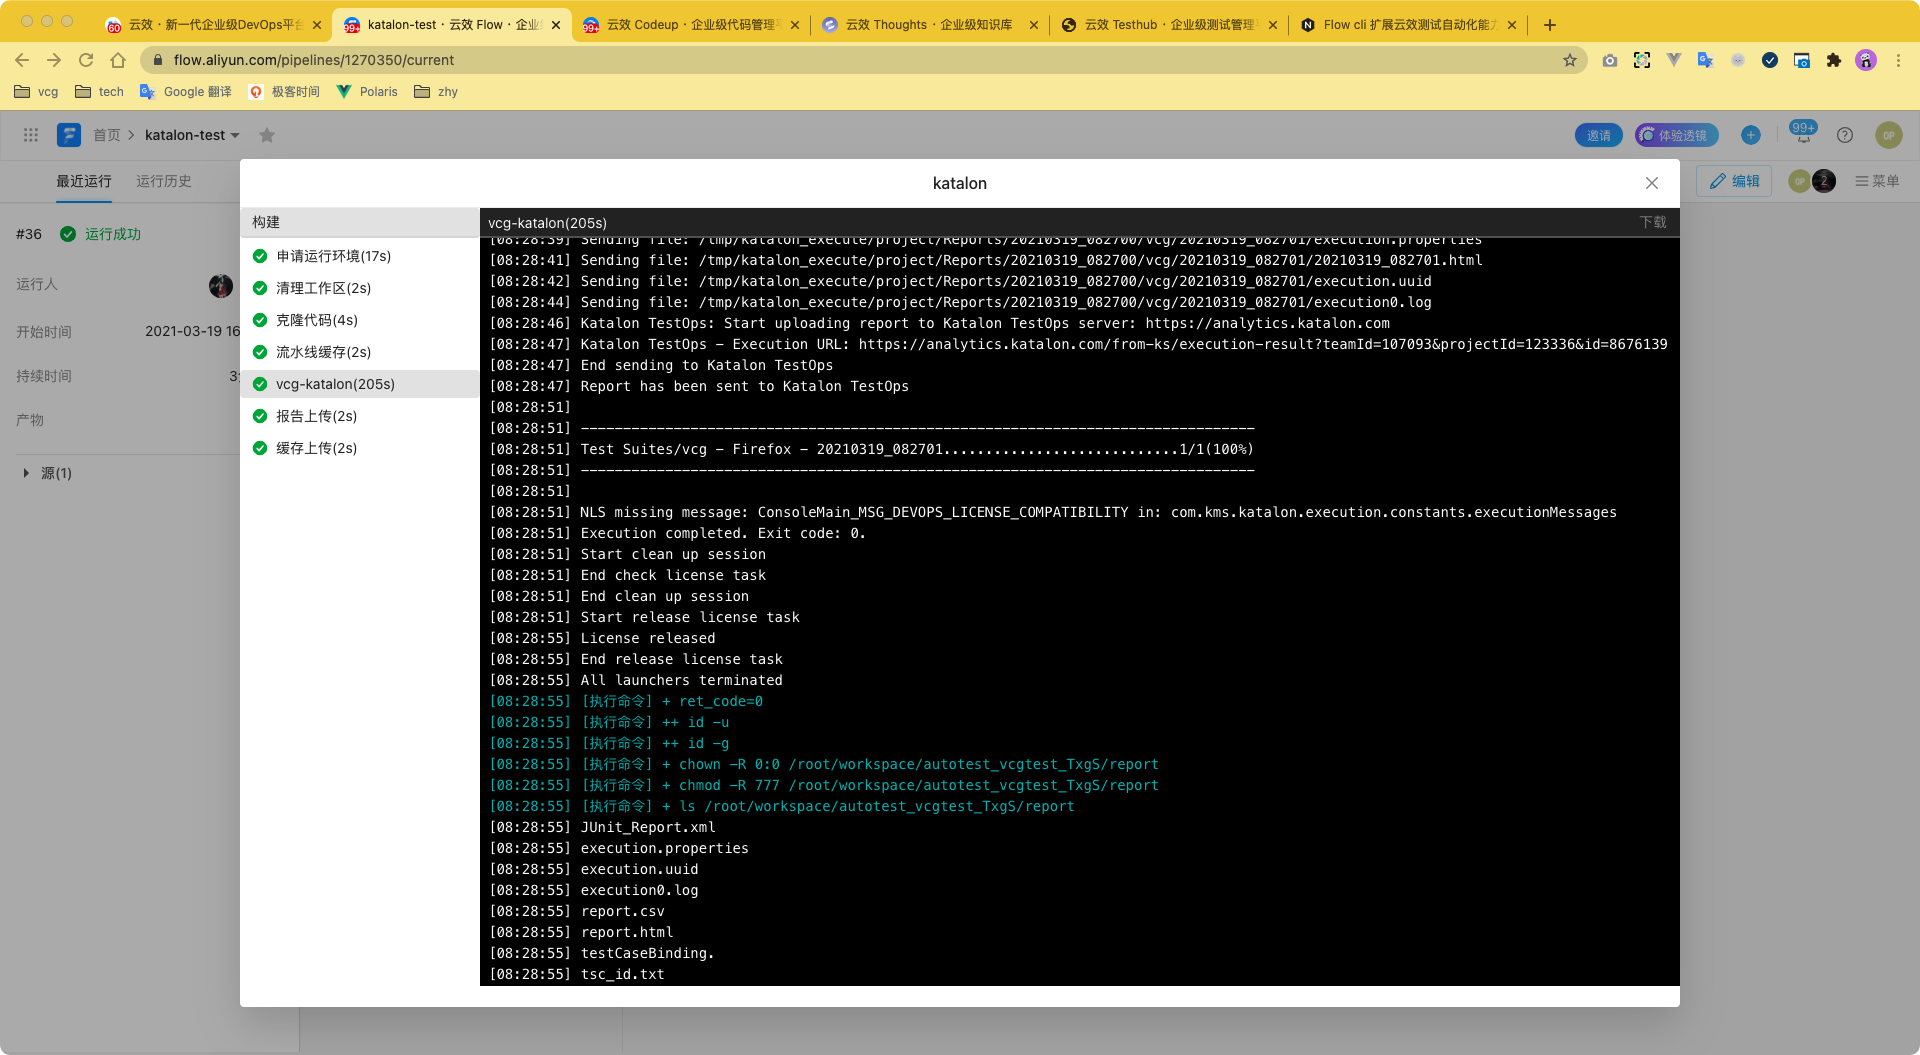 云效 · 新一代企业级DevOps平台
katalon-test · 云效 Flow · 企业
云效 Codeup · 企业级代码管理
云效 Thoughts · 企业级知识库
云效 Testhub · 企业级测试管理
Flow cli 扩展云效测试自动化能力
flow.aliyun.com/pipelines/1270350/current
vcg
tech
Google 翻译
极客时间
Polaris
zhy
首页
katalon-test
邀请
体验透镜
99+
OP
最近运行
运行历史
编辑
OP
2
菜单
#36
运行成功
运行人
开始时间
2021-03-19 16
持续时间
产物
源(1)
katalon
构建
申请运行环境(17s)
清理工作区(2s)
克隆代码(4s)
流水线缓存(2s)
vcg-katalon(205s)
报告上传(2s)
缓存上传(2s)
vcg-katalon(205s)
下载
[08:28:39] Sending file: /tmp/katalon_execute/project/Reports/20210319_082700/vcg/20210319_082701/execution.properties
[08:28:41] Sending file: /tmp/katalon_execute/project/Reports/20210319_082700/vcg/20210319_082701/20210319_082701.html
[08:28:42] Sending file: /tmp/katalon_execute/project/Reports/20210319_082700/vcg/20210319_082701/execution.uuid
[08:28:44] Sending file: /tmp/katalon_execute/project/Reports/20210319_082700/vcg/20210319_082701/execution0.log
[08:28:46] Katalon TestOps: Start uploading report to Katalon TestOps server: https://analytics.katalon.com
[08:28:47] Katalon TestOps - Execution URL: https://analytics.katalon.com/from-ks/execution-result?teamId=107093&projectId=123336&id=8676139
[08:28:47] End sending to Katalon TestOps
[08:28:47] Report has been sent to Katalon TestOps
[08:28:51]
[08:28:51] --------------------------------------------------------------------------------
[08:28:51] Test Suites/vcg - Firefox - 20210319_082701............................1/1(100%)
[08:28:51] --------------------------------------------------------------------------------
[08:28:51]
[08:28:51] NLS missing message: ConsoleMain_MSG_DEVOPS_LICENSE_COMPATIBILITY in: com.kms.katalon.execution.constants.executionMessages
[08:28:51] Execution completed. Exit code: 0.
[08:28:51] Start clean up session
[08:28:51] End check license task
[08:28:51] End clean up session
[08:28:51] Start release license task
[08:28:55] License released
[08:28:55] End release license task
[08:28:55] All launchers terminated
[08:28:55] [执行命令] + ret_code=0
[08:28:55] [执行命令] ++ id -u
[08:28:55] [执行命令] ++ id -g
[08:28:55] [执行命令] + chown -R 0:0 /root/workspace/autotest_vcgtest_TxgS/report
[08:28:55] [执行命令] + chmod -R 777 /root/workspace/autotest_vcgtest_TxgS/report
[08:28:55] [执行命令] + ls /root/workspace/autotest_vcgtest_TxgS/report
[08:28:55] JUnit_Report.xml
[08:28:55] execution.properties
[08:28:55] execution.uuid
[08:28:55] execution0.log
[08:28:55] report.csv
[08:28:55] report.html
[08:28:55] testCaseBinding.
[08:28:55] tsc_id.txt